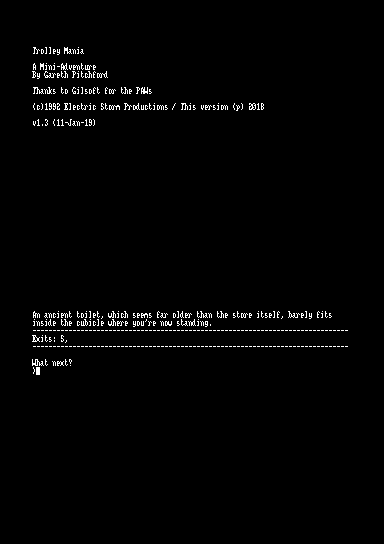 Trolley Mania
A Mini-Adventure
By Gareth Pitchford
Thanks to Gilsoft for the PAWs
(c)1992 Electric Storm Productions / This version (p) 2018
v1.3 (11-Jan-19)
An ancient toilet, which seems far older than the store itself, barely fits
inside the cubicle where you're now standing.
--------------------------------------------------------------------------------
Exits: S,
--------------------------------------------------------------------------------
What next?
>